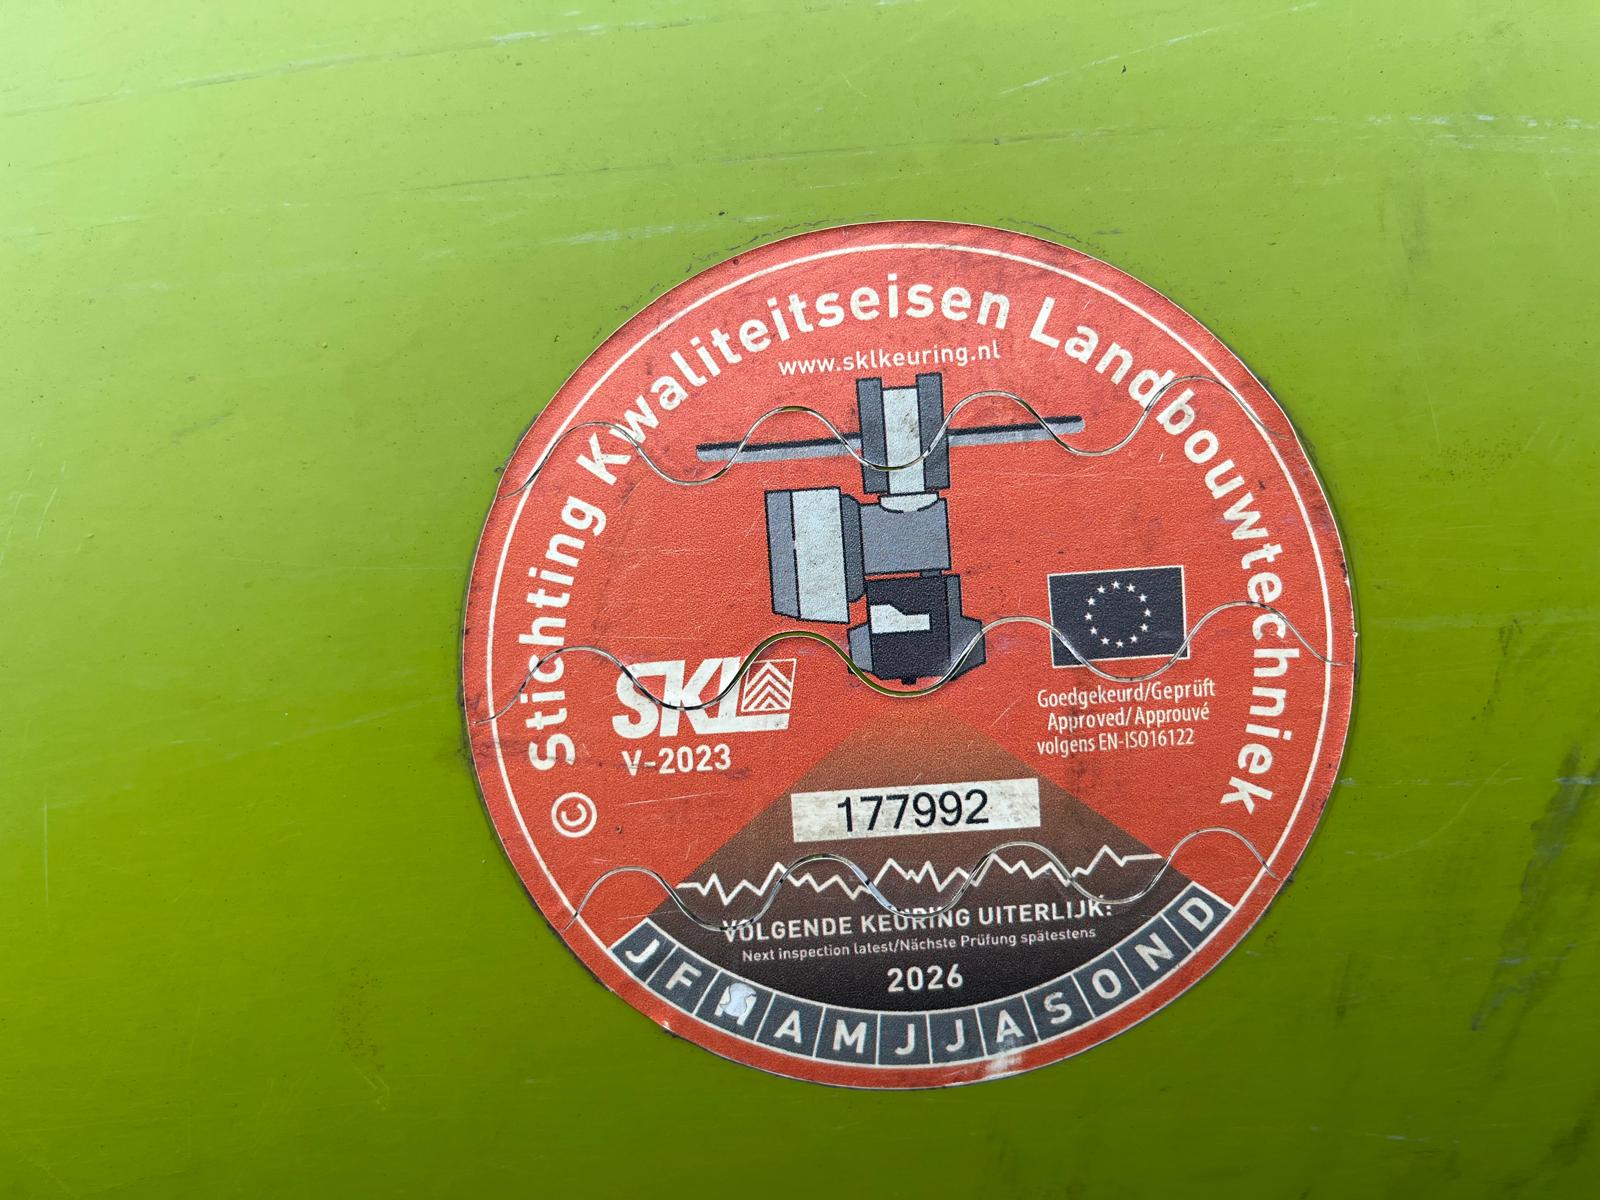 © Stichting Kwaliteitseisen Landbouwtechniek
www.sklkeuring.nl
SKL
V-2023
Goedgekeurd/Geprüft
Approved/Approuvé
volgens EN-ISO16122
177992
VOLGENDE KEURING UITERLIJK:
Next inspection latest/Nächste Prüfung spätestens
2026
J F M A M J J A S O N D